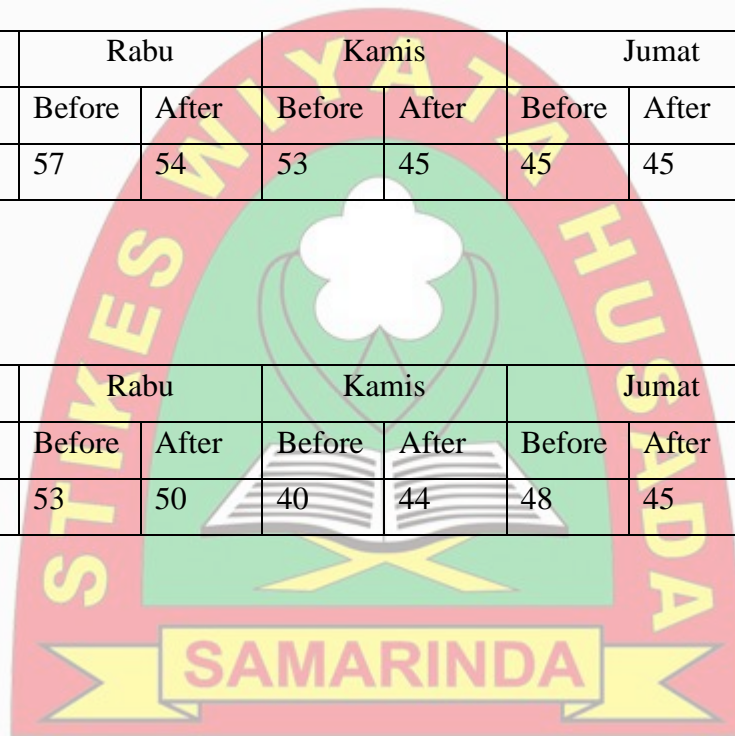 Rabu Kamis Jumat
Before After Before After Before After
57 54 53 45 45 45
Rabu Kamis Jumat
Before After Before After Before After
53 50 40 44 48 45
STIKES WIYATA HUSADA
SAMARINDA